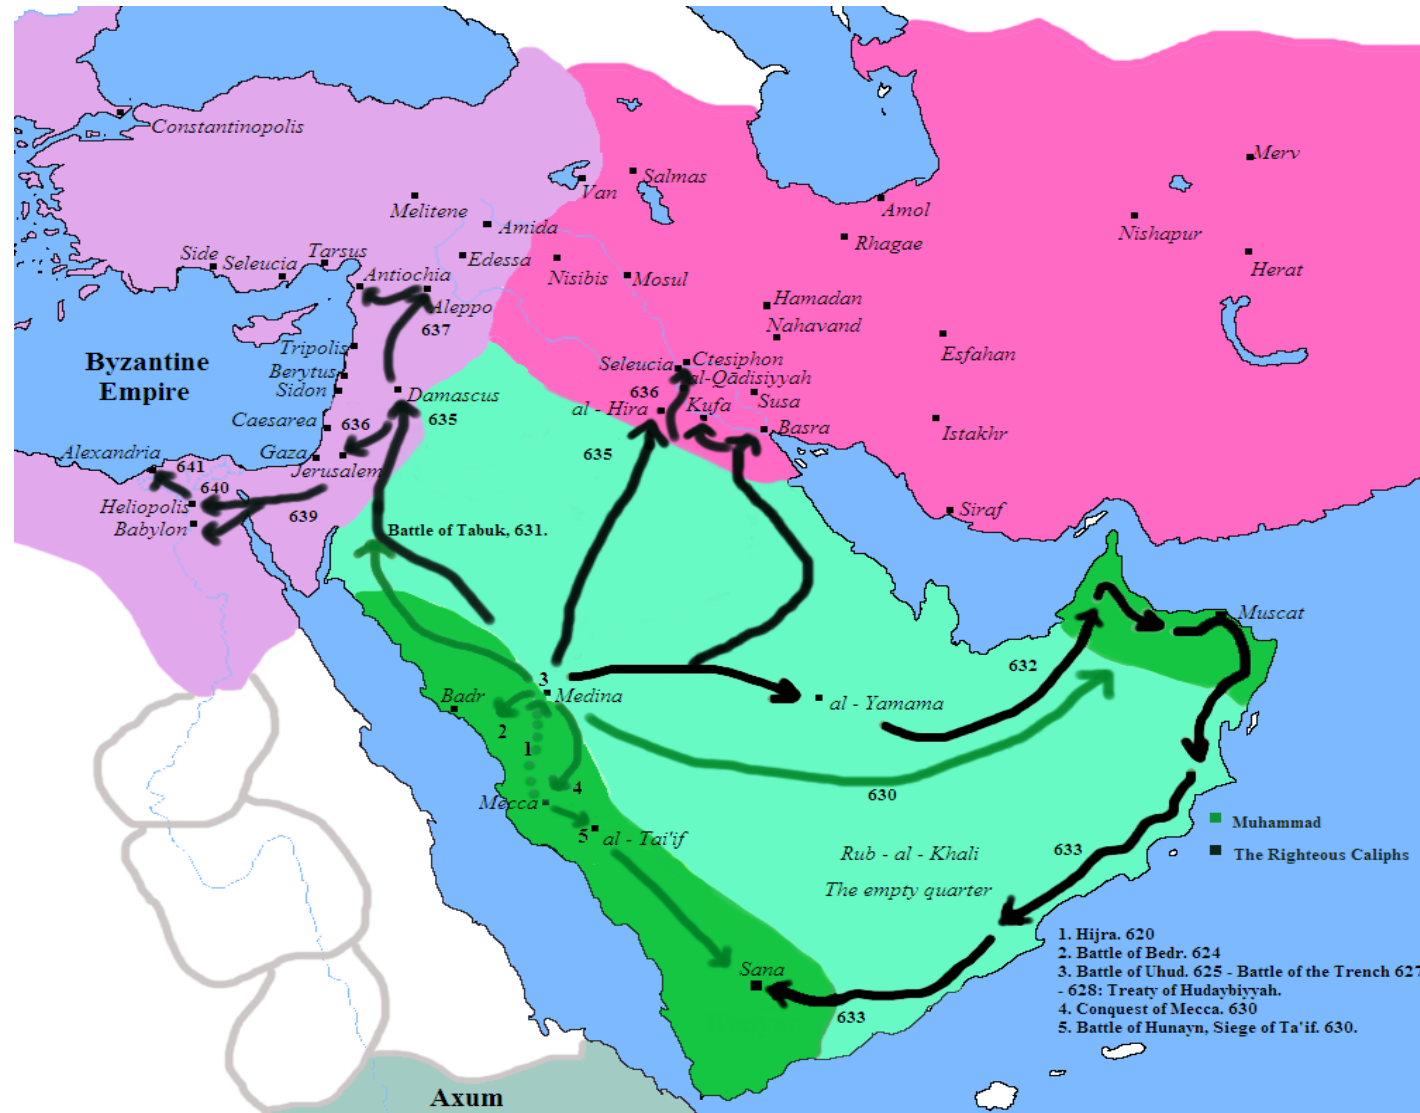 Constantinopolis
Merv
Van
Salmas
Melitene
Amida
Amol
Nishapur
Rhagae
Side
Seleucia
Tarsus
Edessa
Nisibis
Mosul
Herat
Antiochia
Aleppo
637
Hamadan
Nahavand
Esfahan
Byzantine
Empire
Tripolis
Berytus
Sidon
Seleucia
Ctesiphon
al-Qādisiyyah
Damascus
636
Susa
al - Hira
Kufa
Caesarea
636
635
Basra
Istakhr
Alexandria
Gaza
Jerusalem
635
641
640
Heliopolis
639
Babylon
Siraf
Battle of Tabuk, 631.
Muscat
632
3
Medina
Badr
al - Yamama
2
1
4
Mecca
630
5
al - Tai'if
Muhammad
Rub - al - Khali
633
The Righteous Caliphs
The empty quarter
1. Hijra. 620
2. Battle of Bedr. 624
3. Battle of Uhud. 625 - Battle of the Trench 627
- 628: Treaty of Hudaybiyyah.
4. Conquest of Mecca. 630
5. Battle of Hunayn, Siege of Ta'if. 630.
Sana
633
Axum